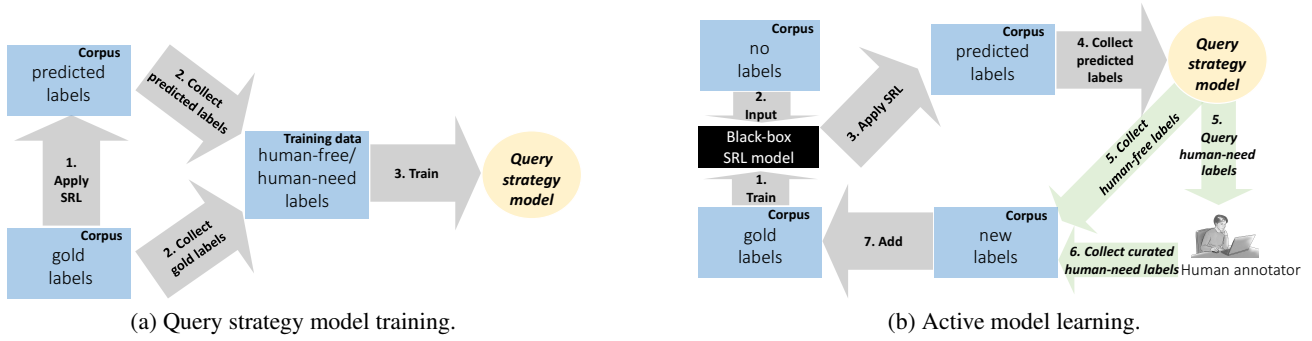 Corpus
predicted
labels
2. Collect
predicted labels
1.
Apply
SRL
Training data
human-free/
human-need
labels
3. Train
Query
strategy
model
Corpus
gold
labels
2. Collect
gold labels
(a) Query strategy model training.
Corpus
no
labels
2.
Input
Black-box
SRL model
1.
Train
Corpus
gold
labels
3. Apply SRL
Corpus
predicted
labels
4. Collect
predicted
labels
Query
strategy
model
5. Collect
human-free labels
5.
Query
human-need
labels
Human annotator
6. Collect curated
human-need labels
Corpus
new
labels
7. Add
(b) Active model learning.